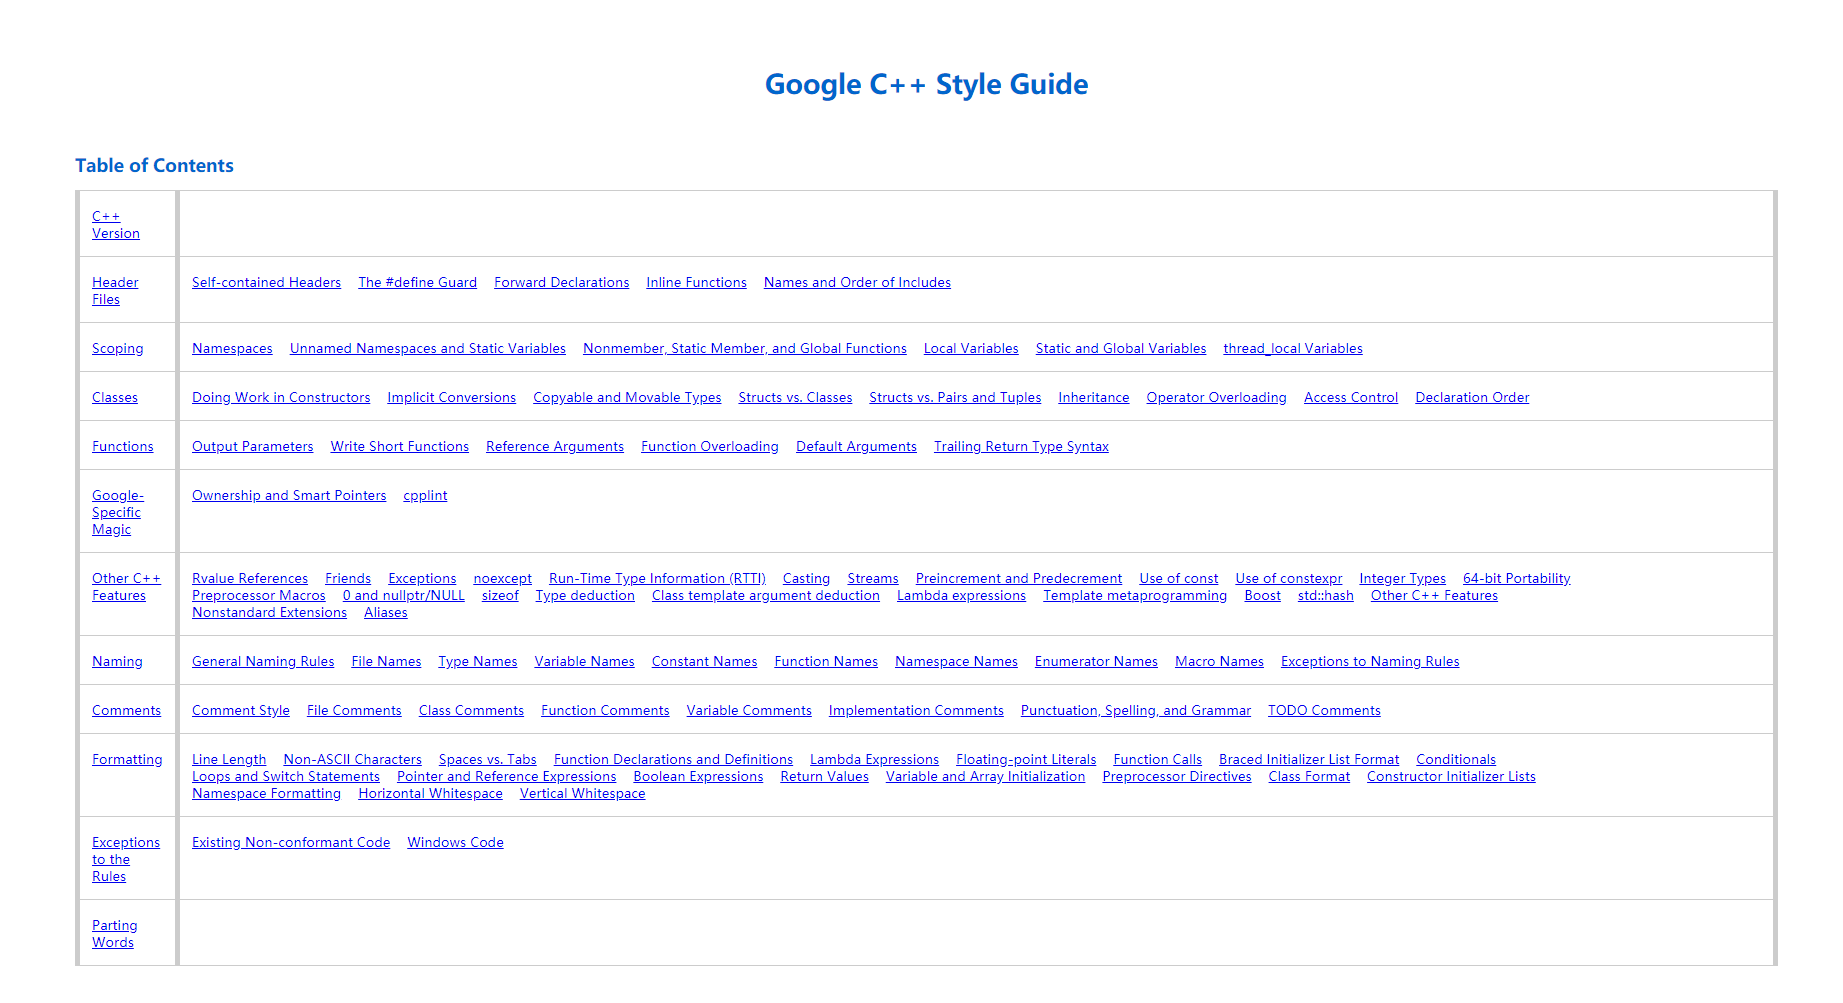 Google C++ Style Guide
Table of Contents
C++
Version
Header
Files
Self-contained Headers The #define Guard Forward Declarations Inline Functions Names and Order of Includes
Scoping
Namespaces Unnamed Namespaces and Static Variables Nonmember, Static Member, and Global Functions Local Variables Static and Global Variables thread_local Variables
Classes
Doing Work in Constructors Implicit Conversions Copyable and Movable Types Structs vs. Classes Structs vs. Pairs and Tuples Inheritance Operator Overloading Access Control Declaration Order
Functions
Output Parameters Write Short Functions Reference Arguments Function Overloading Default Arguments Trailing Return Type Syntax
Google-
Specific
Magic
Ownership and Smart Pointers cpplint
Other C++
Features
Rvalue References Friends Exceptions noexcept Run-Time Type Information (RTTI) Casting Streams Preincrement and Predecrement Use of const Use of constexpr Integer Types 64-bit Portability
Preprocessor Macros 0 and nullptr/NULL sizeof Type deduction Class template argument deduction Lambda expressions Template metaprogramming Boost std::hash Other C++ Features
Nonstandard Extensions Aliases
Naming
General Naming Rules File Names Type Names Variable Names Constant Names Function Names Namespace Names Enumerator Names Macro Names Exceptions to Naming Rules
Comments
Comment Style File Comments Class Comments Function Comments Variable Comments Implementation Comments Punctuation, Spelling, and Grammar TODO Comments
Formatting
Line Length Non-ASCII Characters Spaces vs. Tabs Function Declarations and Definitions Lambda Expressions Floating-point Literals Function Calls Braced Initializer List Format Conditionals
Loops and Switch Statements Pointer and Reference Expressions Boolean Expressions Return Values Variable and Array Initialization Preprocessor Directives Class Format Constructor Initializer Lists
Namespace Formatting Horizontal Whitespace Vertical Whitespace
Exceptions
to the
Rules
Existing Non-conformant Code Windows Code
Parting
Words